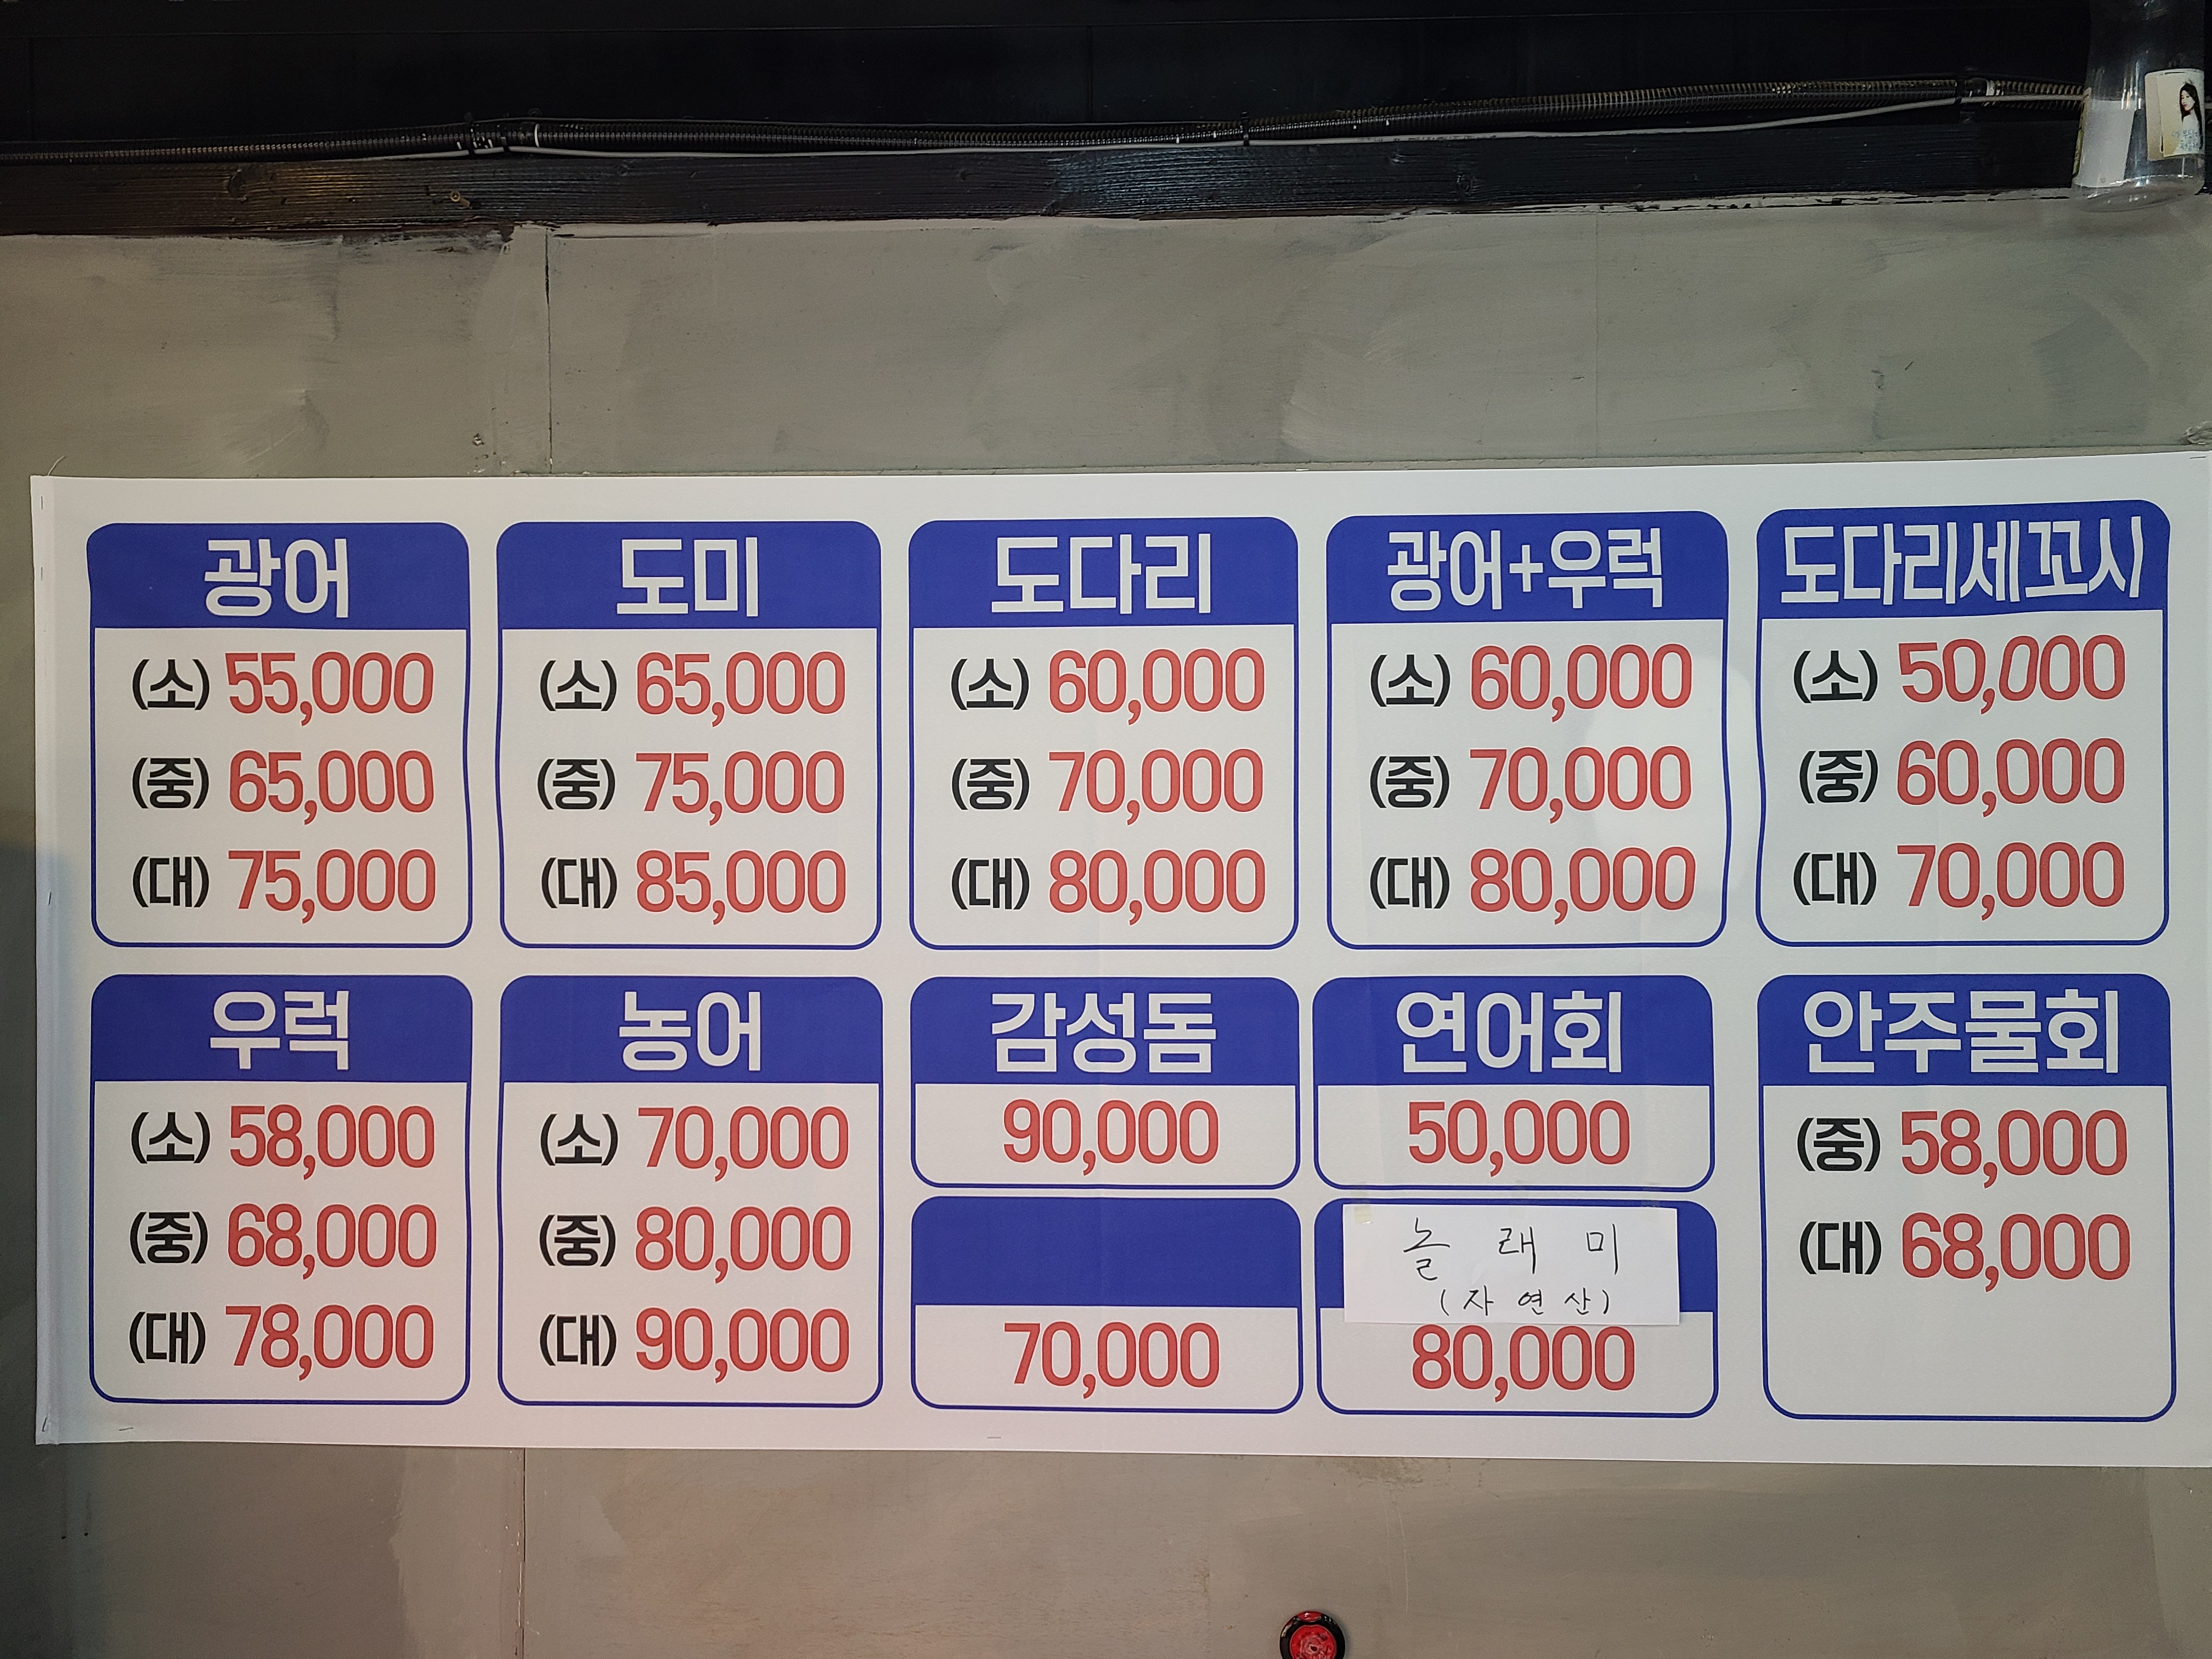 광어
(소) 55,000
(중) 65,000
(대) 75,000
도미
(소) 65,000
(중) 75,000
(대) 85,000
도다리
(소) 60,000
(중) 70,000
(대) 80,000
광어+우럭
(소) 60,000
(중) 70,000
(대) 80,000
도다리세꼬시
(소) 50,000
(중) 60,000
(대) 70,000
우럭
(소) 58,000
(중) 68,000
(대) 78,000
농어
(소) 70,000
(중) 80,000
(대) 90,000
감성돔
90,000
70,000
연어회
50,000
놀래미
(자연산)
80,000
안주물회
(중) 58,000
(대) 68,000